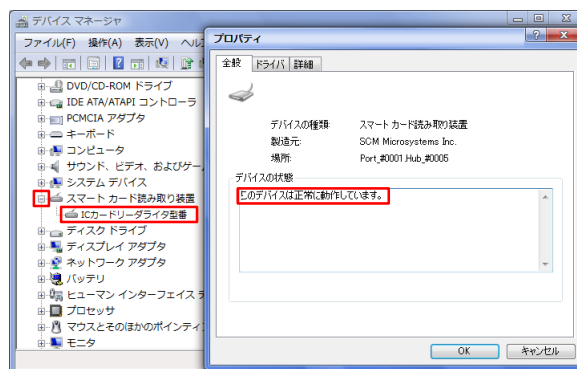 デバイス マネージャ
ファイル(F) 操作(A) 表示(V) ヘル
DVD/CD-ROM ドライブ
IDE ATA/ATAPI コントローラ
PCMCIA アダプタ
キーボード
コンピュータ
サウンド、ビデオ、およびゲー
システム デバイス
スマート カード読み取り装置
ICカードリーダライタ型番
ディスク ドライブ
ディスプレイ アダプタ
ネットワーク アダプタ
バッテリ
ヒューマン インターフェイス デ
プロセッサ
マウスとそのほかのポインティ
モニタ
プロパティ
全般 ドライバ 詳細
デバイスの種類: スマート カード読み取り装置
製造元: SCM Microsystems Inc.
場所: Port_#0001.Hub_#0005
デバイスの状態
このデバイスは正常に動作しています。
OK キャンセル